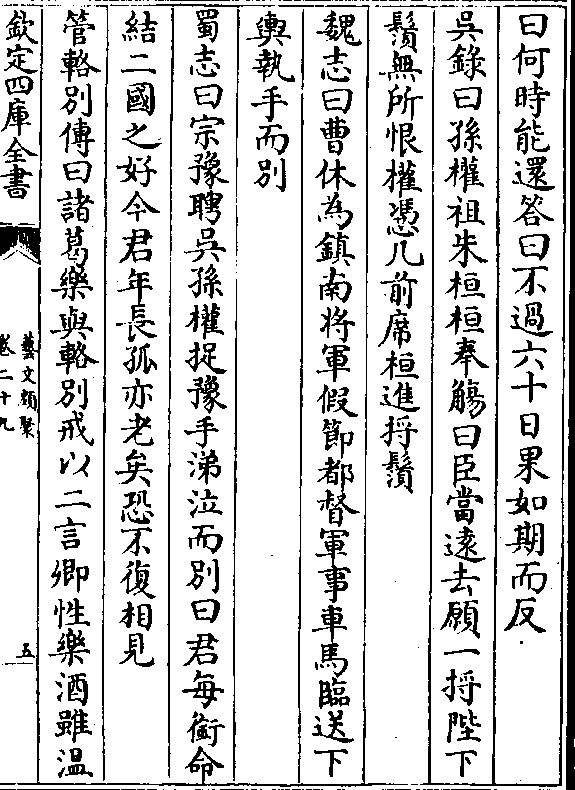 曰何時能還答曰不過六十日果如期而反
吳錄曰孫權祖朱桓桓奉觴曰臣當遠去願一捋陛下
鬚無所恨權憑几前席桓進捋鬚
魏志曰曹休為鎮南將軍假節都督軍事車馬臨送下
輿執手而別
蜀志曰宗豫聘吳孫權捉豫手涕泣而別曰君每銜命
結二國之好今君年長孤亦老矣恐不復相見
管輅別傳曰諸葛樂與輅別戒以二言卿性樂酒雖溫
欽定四庫全書
藝文類聚
卷二十九
五